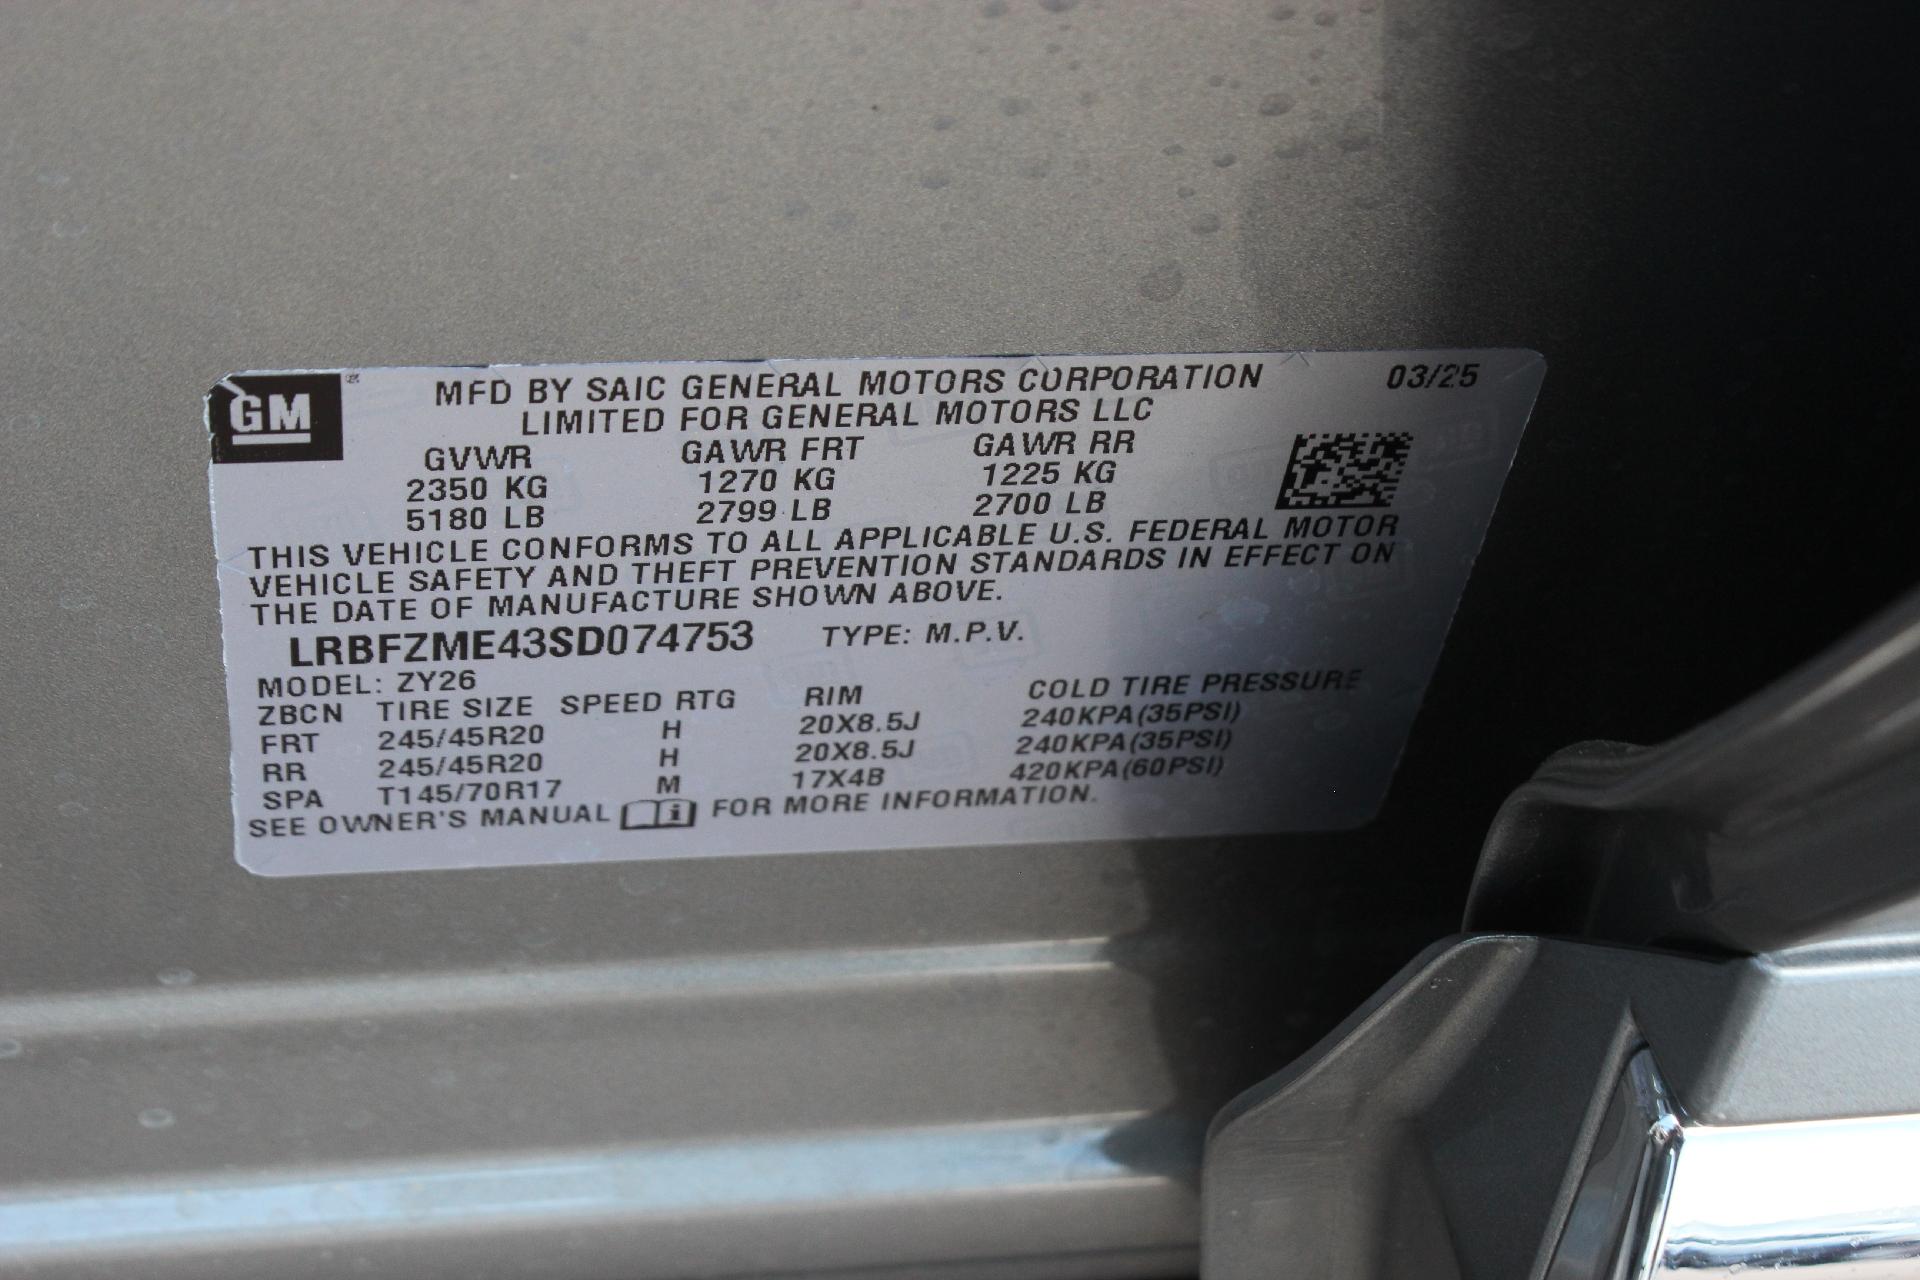 GM
MFD BY SAIC GENERAL MOTORS CORPORATION 03/25
LIMITED FOR GENERAL MOTORS LLC
GVWR GAWR FRT GAWR RR
2350 KG 1270 KG 1225 KG
5180 LB 2799 LB 2700 LB
THIS VEHICLE CONFORMS TO ALL APPLICABLE U.S. FEDERAL MOTOR
VEHICLE SAFETY AND THEFT PREVENTION STANDARDS IN EFFECT ON
THE DATE OF MANUFACTURE SHOWN ABOVE.
LRBFZME43SD074753 TYPE: M.P.V.
MODEL: ZY26
ZBCN TIRE SIZE SPEED RTG RIM COLD TIRE PRESSURE
FRT 245/45R20 H 20X8.5J 240KPA(35PSI)
RR 245/45R20 H 20X8.5J 240KPA(35PSI)
SPA T145/70R17 M 17X4B 420KPA(60PSI)
SEE OWNER'S MANUAL i FOR MORE INFORMATION.